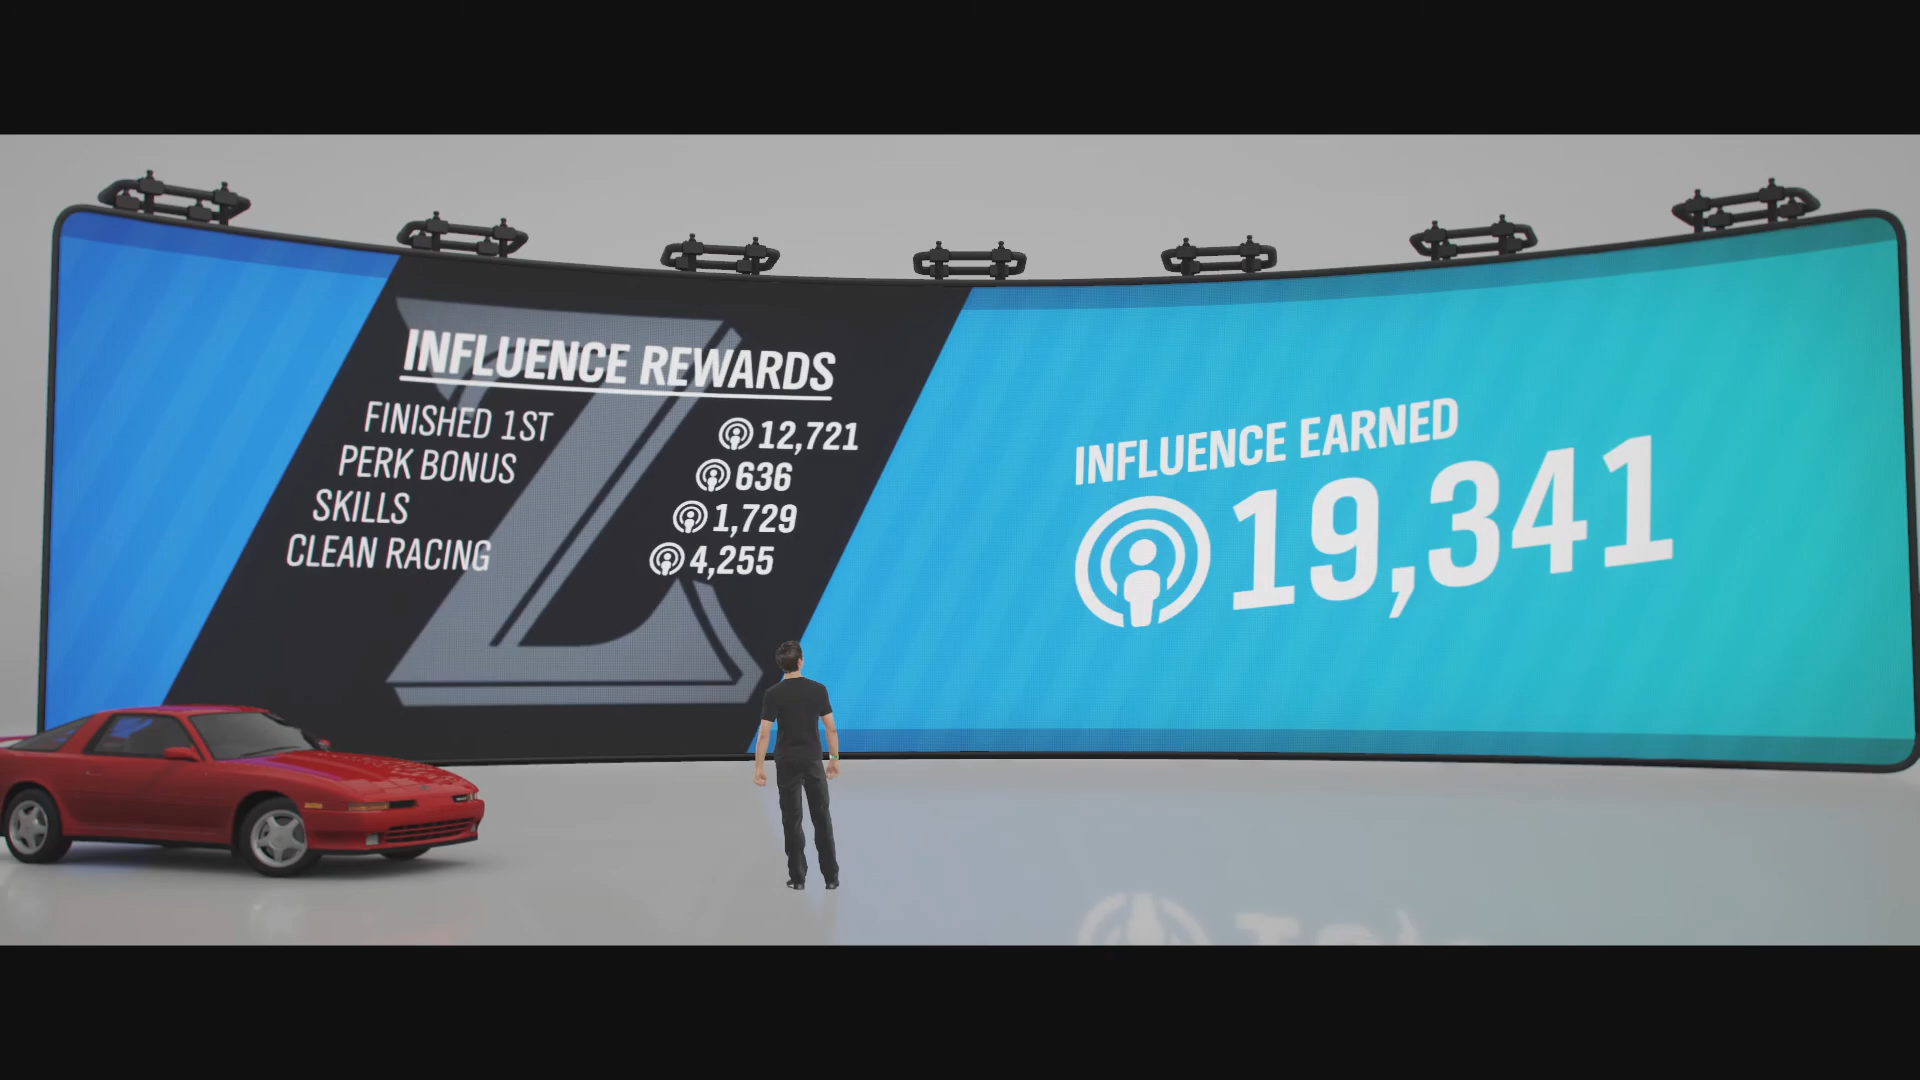 INFLUENCE REWARDS
FINISHED 1ST 12,721
PERK BONUS 636
SKILLS 1,729
CLEAN RACING 4,255
INFLUENCE EARNED
19,341